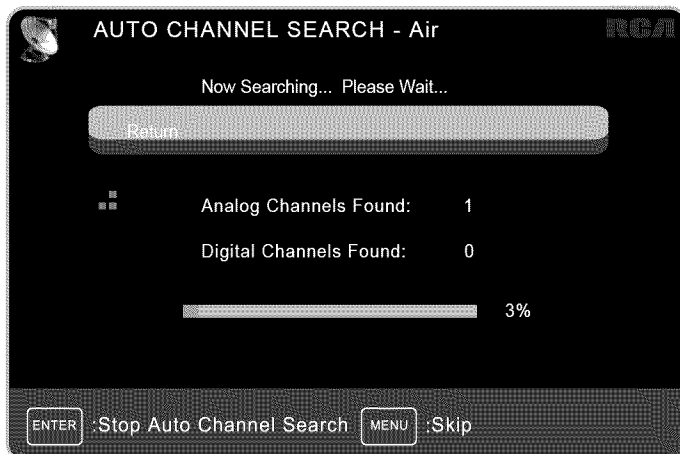 AUTO CHANNEL SEARCH - Air
RCA
Now Searching... Please Wait...
Return
Analog Channels Found: 1
Digital Channels Found: 0
3%
ENTER :Stop Auto Channel Search MENU :Skip